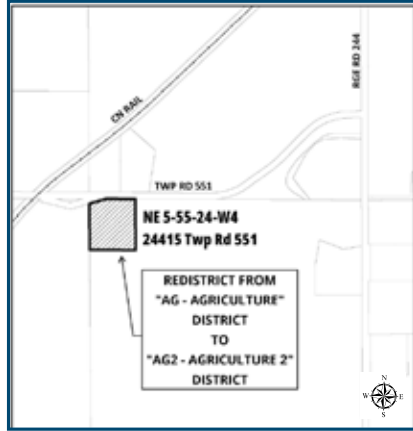 RGE RD 244
CN RAIL
TWP RD 551
NE 5-55-24-W4
24415 Twp Rd 551
REDISTRICT FROM
"AG - AGRICULTURE"
DISTRICT
TO
"AG2 - AGRICULTURE 2"
DISTRICT
N
W E
S